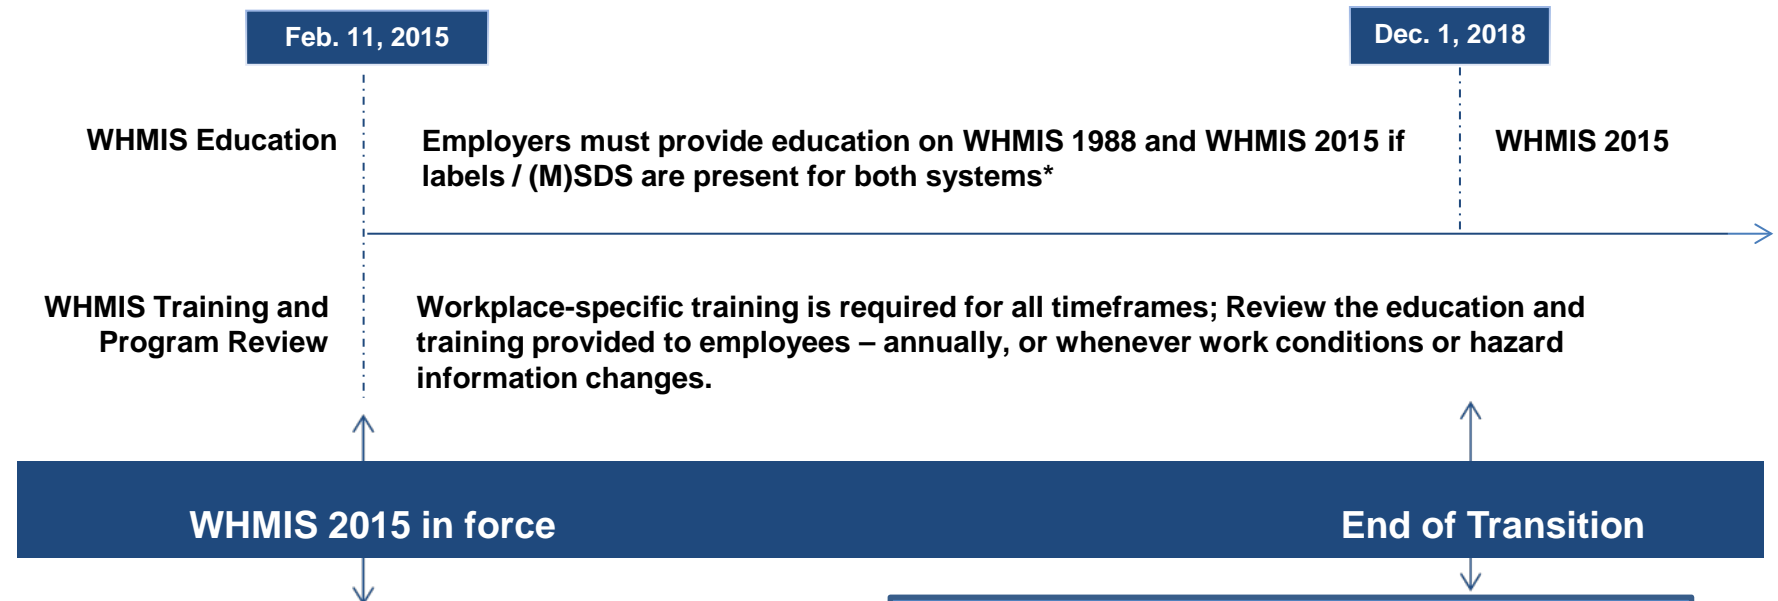 Feb. 11, 2015
Dec. 1, 2018
WHMIS Education
Employers must provide education on WHMIS 1988 and WHMIS 2015 if
labels / (M)SDS are present for both systems*
WHMIS 2015
WHMIS Training and
Program Review
Workplace-specific training is required for all timeframes; Review the education and
training provided to employees – annually, or whenever work conditions or hazard
information changes.
WHMIS 2015 in force
End of Transition